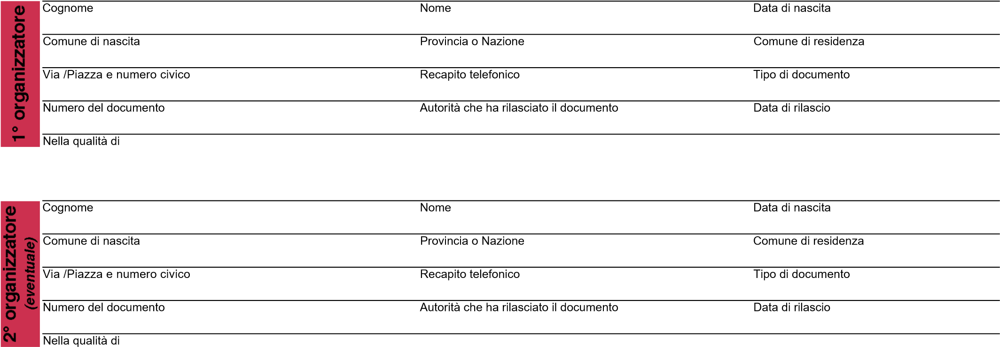 1° organizzatore
Cognome Nome Data di nascita
Comune di nascita Provincia o Nazione Comune di residenza
Via /Piazza e numero civico Recapito telefonico Tipo di documento
Numero del documento Autorità che ha rilasciato il documento Data di rilascio
Nella qualità di
2° organizzatore
(eventuale)
Cognome Nome Data di nascita
Comune di nascita Provincia o Nazione Comune di residenza
Via /Piazza e numero civico Recapito telefonico Tipo di documento
Numero del documento Autorità che ha rilasciato il documento Data di rilascio
Nella qualità di